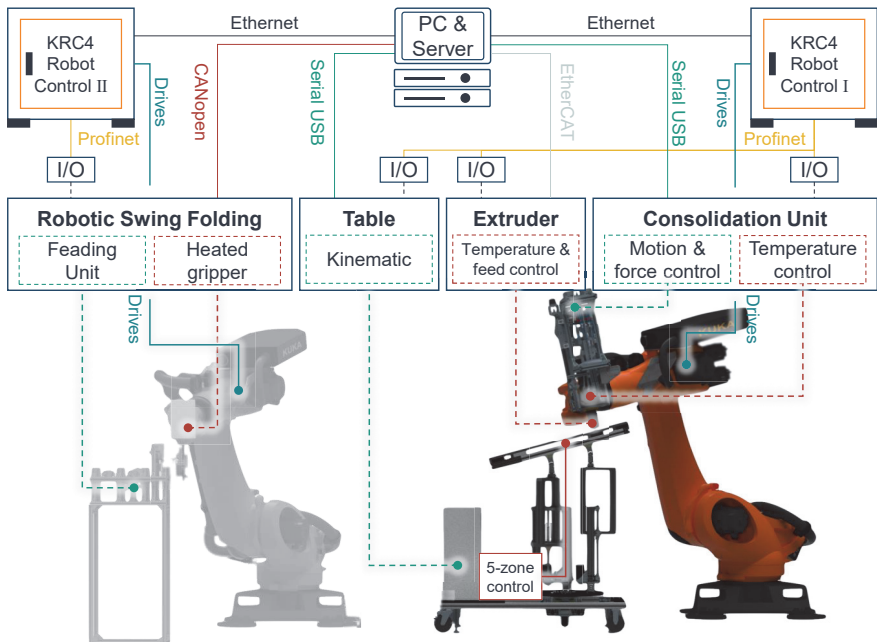 Ethernet
PC &
Server
Ethernet
KRC4
Robot
Control II
KRC4
Robot
Control I
Drives
CANopen
Serial USB
EtherCAT
Serial USB
Drives
Profinet
Profinet
I/O
I/O
I/O
I/O
Robotic Swing Folding
Feading
Unit
Heated
gripper
Table
Kinematic
Extruder
Temperature &
feed control
Consolidation Unit
Motion &
force control
Temperature
control
Drives
Drives
KUKA
KUKA
5-zone
control